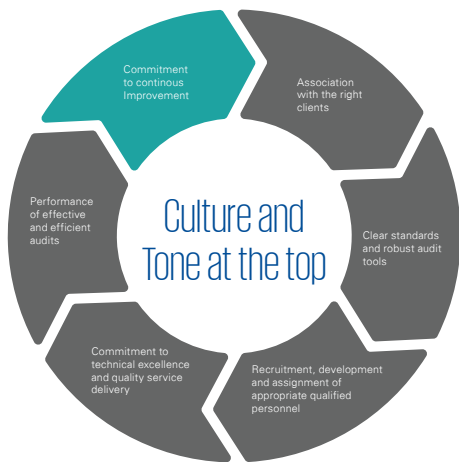 Commitment
to continous
Improvement
Association
with the right
clients
Clear standards
and robust audit
tools
Recruitment, development
and assignment of
appropriate qualified
personnel
Commitment to
technical excellence
and quality service
delivery
Performance
of effective
and efficient
audits
Culture and
Tone at the top